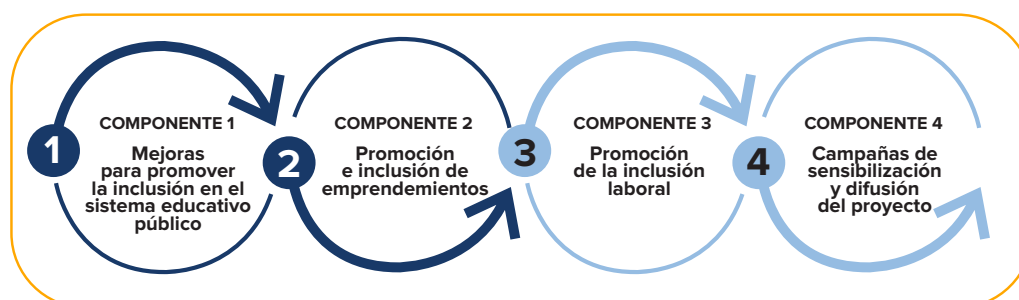 1
COMPONENTE 1
Mejoras
para promover
la inclusión en el
sistema educativo
público
2
COMPONENTE 2
Promoción
e inclusión de
emprendimientos
3
COMPONENTE 3
Promoción
de la inclusión
laboral
4
COMPONENTE 4
Campañas de
sensibilización
y difusión
del proyecto